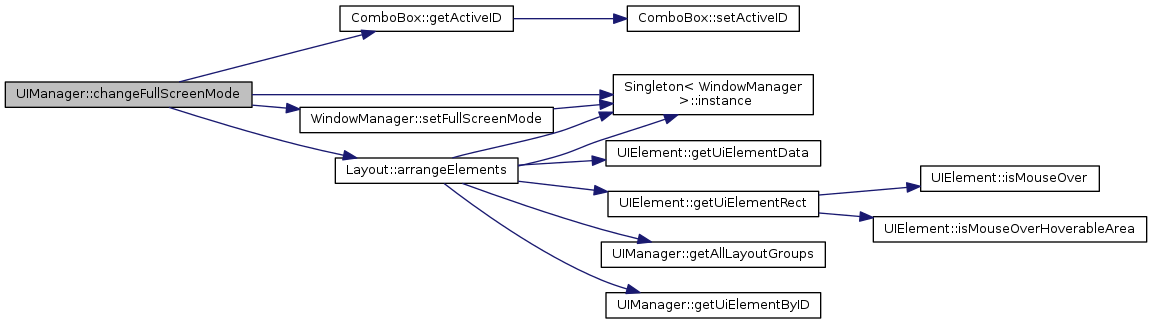 ComboBox::getActiveID
ComboBox::setActiveID
UIManager::changeFullScreenMode
Singleton< WindowManager
>::instance
WindowManager::setFullScreenMode
Layout::arrangeElements
UIElement::getUiElementData
UIElement::getUiElementRect
UIElement::isMouseOver
UIElement::isMouseOverHoverableArea
UIManager::getAllLayoutGroups
UIManager::getUiElementByID